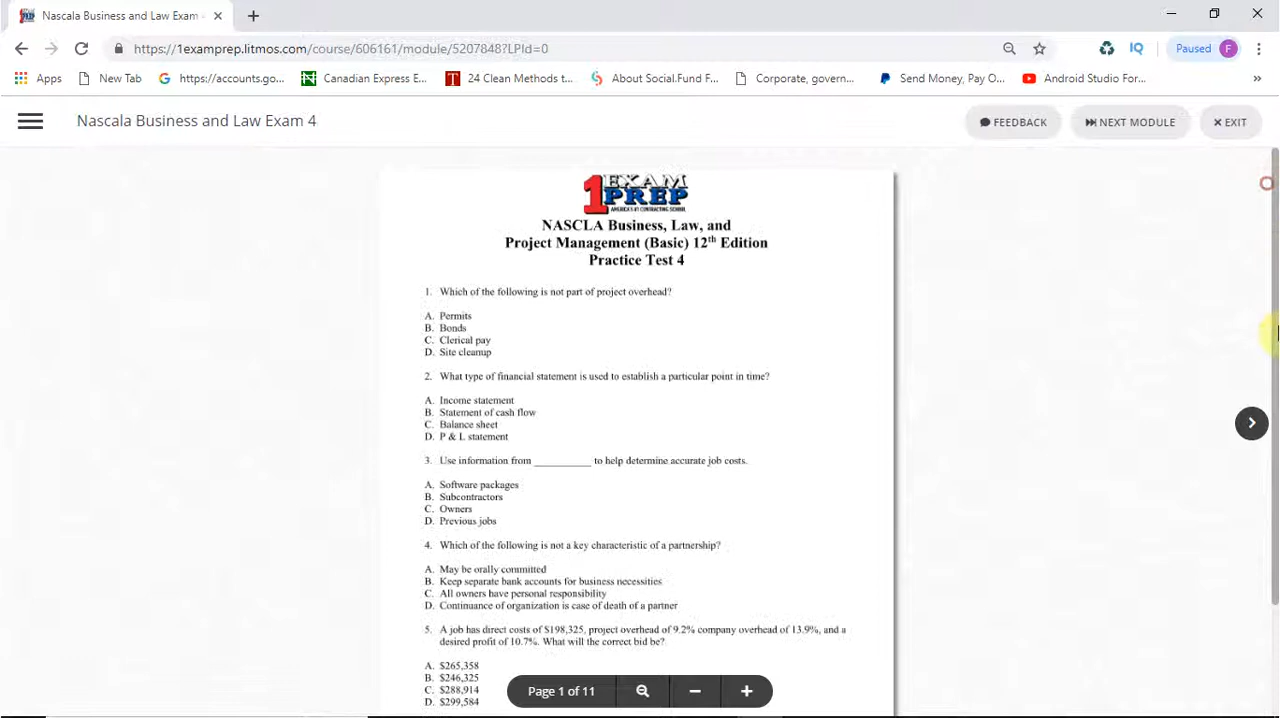 Nascala Business and Law Exam
https://1examprep.litmos.com/course/606161/module/5207848?LPId=0
IQ
Paused
F
Apps
New Tab
https://accounts.go...
Canadian Express E...
24 Clean Methods t...
About Social.Fund F...
Corporate, govern...
Send Money, Pay O...
Android Studio For...
»
Nascala Business and Law Exam 4
FEEDBACK
NEXT MODULE
EXIT
1 EXAM PREP
AMERICA'S #1 CONTRACTING SCHOOL
NASCLA Business, Law, and
Project Management (Basic) 12th Edition
Practice Test 4
1. Which of the following is not part of project overhead?
A. Permits
B. Bonds
C. Clerical pay
D. Site cleanup
2. What type of financial statement is used to establish a particular point in time?
A. Income statement
B. Statement of cash flow
C. Balance sheet
D. P & L statement
3. Use information from __________ to help determine accurate job costs.
A. Software packages
B. Subcontractors
C. Owners
D. Previous jobs
4. Which of the following is not a key characteristic of a partnership?
A. May be orally committed
B. Keep separate bank accounts for business necessities
C. All owners have personal responsibility
D. Continuance of organization is case of death of a partner
5. A job has direct costs of $198,325, project overhead of 9.2% company overhead of 13.9%, and a
desired profit of 10.7%. What will the correct bid be?
A. $265,358
B. $246,325
C. $288,914
D. $299,584
Page 1 of 11